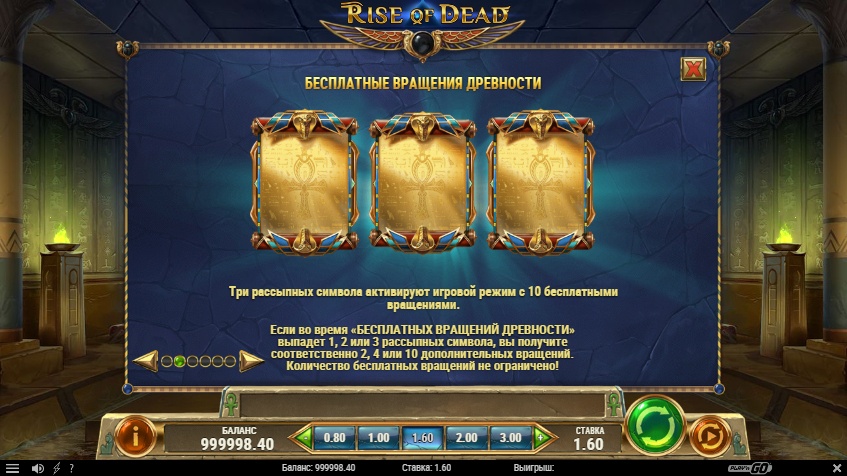 RISE OF DEAD
БЕСПЛАТНЫЕ ВРАЩЕНИЯ ДРЕВНОСТИ
Три рассыпных символа активируют игровой режим с 10 бесплатными
вращениями.
Если во время «БЕСПЛАТНЫХ ВРАЩЕНИЙ ДРЕВНОСТИ»
выпадет 1, 2 или 3 рассыпных символа, вы получите
соответственно 2, 4 или 10 дополнительных вращений.
Количество бесплатных вращений не ограничено!
БАЛАНС
999998.40
0.80 1.00 1.60 2.00 3.00
СТАВКА
1.60
? Баланс: 999998.40 Ставка: 1.60 Выигрыш: PLAY'N GO